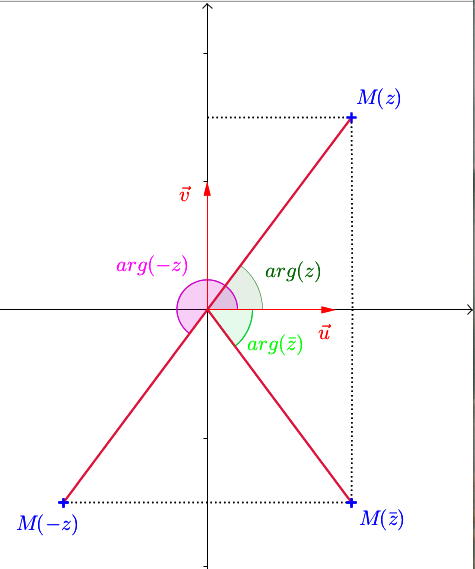 M(z)
v⃗
arg(−z)
arg(z)
u⃗
arg(z̄)
M(−z)
M(z̄)